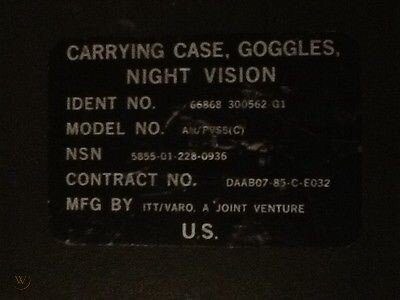 CARRYING CASE, GOGGLES,
NIGHT VISION
IDENT NO. 66868 300562-G1
MODEL NO. AN/PVS5(C)
NSN 5855-01-228-0936
CONTRACT NO. DAAB07-85-C-E032
MFG BY ITT/VARO, A JOINT VENTURE
U.S.